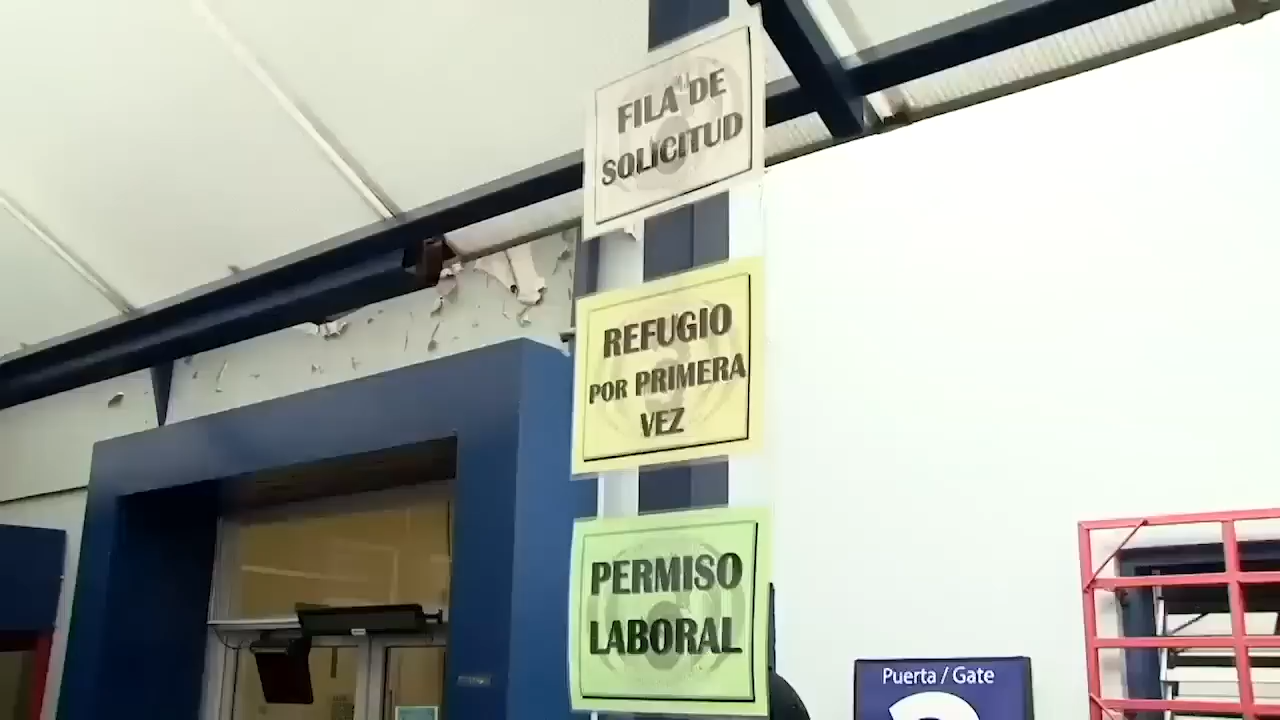 FILA DE
SOLICITUD
REFUGIO
POR PRIMERA
VEZ
PERMISO
LABORAL
Puerta / Gate